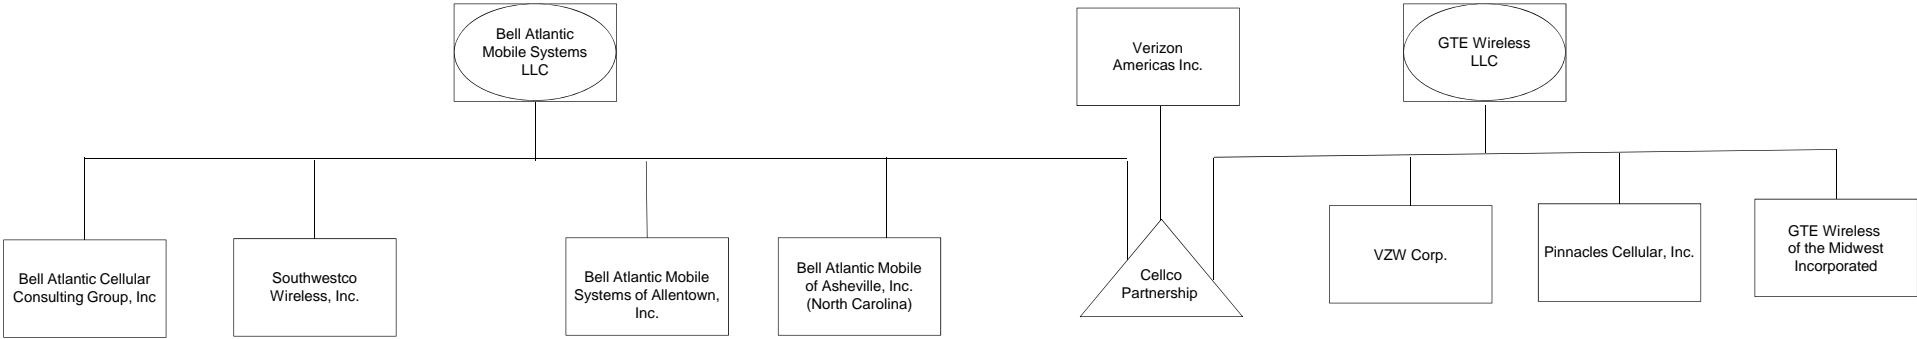 Bell Atlantic
Mobile Systems
LLC
Verizon
Americas Inc.
GTE Wireless
LLC
Bell Atlantic Cellular
Consulting Group, Inc
Southwestco
Wireless, Inc.
Bell Atlantic Mobile
Systems of Allentown,
Inc.
Bell Atlantic Mobile
of Asheville, Inc.
(North Carolina)
Cellco
Partnership
VZW Corp.
Pinnacles Cellular, Inc.
GTE Wireless
of the Midwest
Incorporated